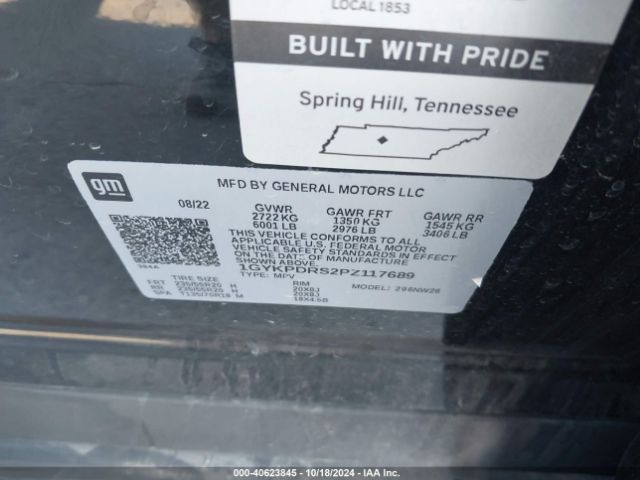 LOCAL 1853
BUILT WITH PRIDE
Spring Hill, Tennessee
gm
MFD BY GENERAL MOTORS LLC
08/22 GVWR GAWR FRT GAWR RR
2722 KG 1350 KG 1545 KG
6001 LB 2976 LB 3406 LB
THIS VEHICLE CONFORMS TO ALL
APPLICABLE U.S. FEDERAL MOTOR
VEHICLE SAFETY STANDARDS IN EFFECT
ON THE DATE OF MANUFACTURE
SHOWN ABOVE.
1GYKPDRS2PZ117689
TYPE: MPV MODEL: 296NW26
TIRE SIZE RIM
FRT 235/55R20 H 20X8J
RR 235/55R20 H 20X8J
SPA T135/70R18 M 18X4.5B
000-40623845 - 10/18/2024 - IAA Inc.